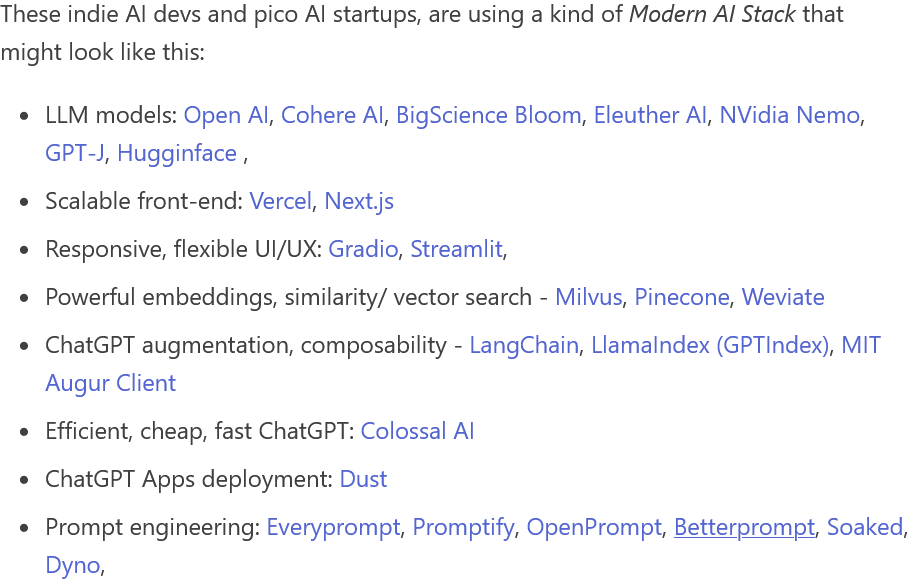 These indie AI devs and pico AI startups, are using a kind of Modern AI Stack that
might look like this:
• LLM models: Open AI, Cohere AI, BigScience Bloom, Eleuther AI, NVidia Nemo,
GPT-J, Hugginface ,
• Scalable front-end: Vercel, Next.js
• Responsive, flexible UI/UX: Gradio, Streamlit,
• Powerful embeddings, similarity/ vector search - Milvus, Pinecone, Weviate
• ChatGPT augmentation, composability - LangChain, LlamaIndex (GPTIndex), MIT
Augur Client
• Efficient, cheap, fast ChatGPT: Colossal AI
• ChatGPT Apps deployment: Dust
• Prompt engineering: Everyprompt, Promptify, OpenPrompt, Betterprompt, Soaked,
Dyno,